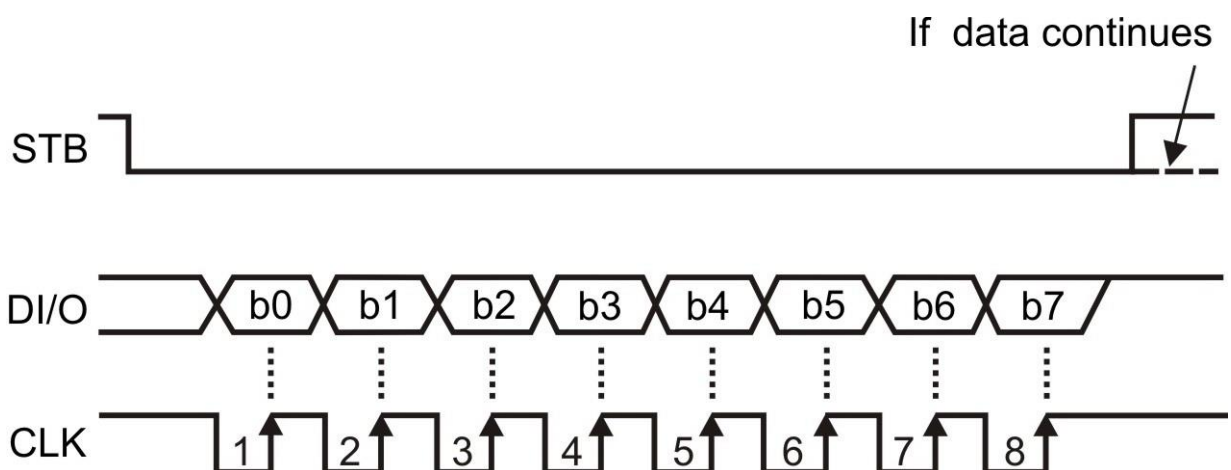 If data continues
STB
DI/O b0 b1 b2 b3 b4 b5 b6 b7
CLK 1 2 3 4 5 6 7 8